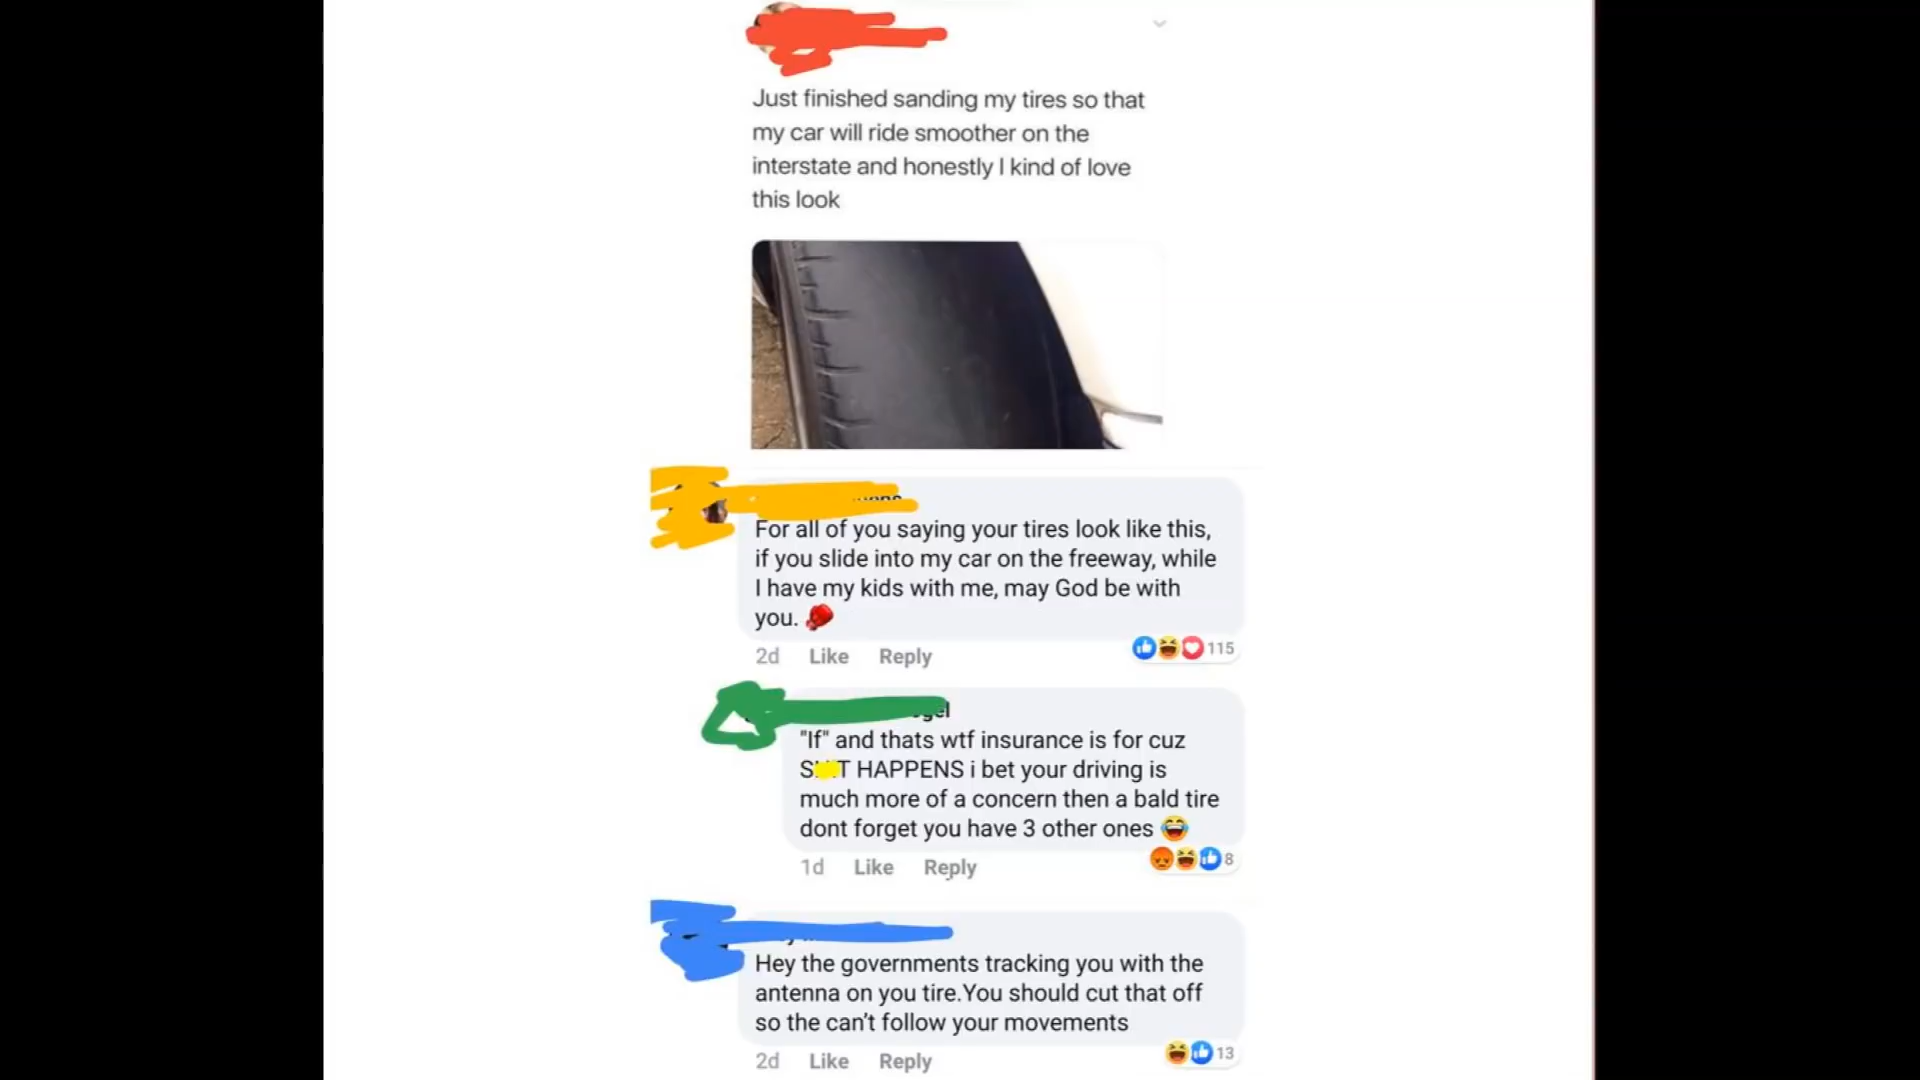 Just finished sanding my tires so that
my car will ride smoother on the
interstate and honestly I kind of love
this look
For all of you saying your tires look like this,
if you slide into my car on the freeway, while
I have my kids with me, may God be with
you.
2d Like Reply 115
"If" and thats wtf insurance is for cuz
S T HAPPENS i bet your driving is
much more of a concern then a bald tire
dont forget you have 3 other ones
1d Like Reply 8
Hey the governments tracking you with the
antenna on you tire.You should cut that off
so the can't follow your movements
2d Like Reply 13